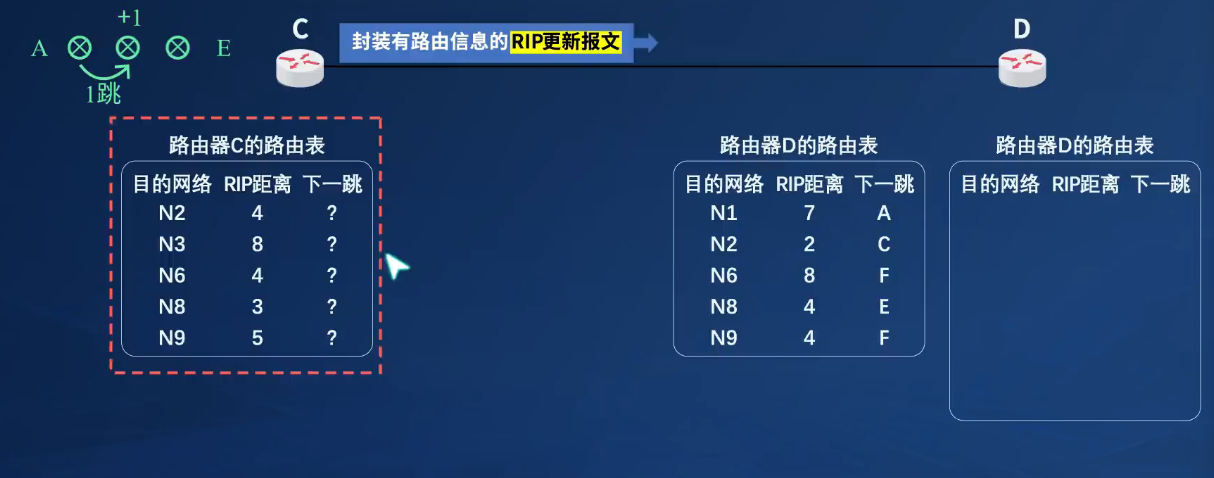 +1
A E
1跳
C
封装有路由信息的RIP更新报文
D
路由器C的路由表
目的网络 RIP距离 下一跳
N2 4 ?
N3 8 ?
N6 4 ?
N8 3 ?
N9 5 ?
路由器D的路由表
目的网络 RIP距离 下一跳
N1 7 A
N2 2 C
N6 8 F
N8 4 E
N9 4 F
路由器D的路由表
目的网络 RIP距离 下一跳